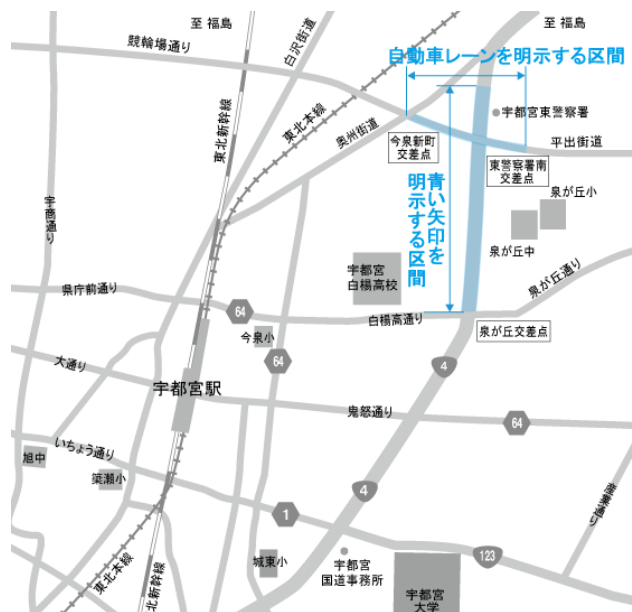 至 福島
至 福島
競輪場通り
白沢街道
自動車レーンを明示する区間
東北新幹線
東北本線
奥州街道
宇都宮東警察署
今泉新町
交差点
平出街道
東警察署南
交差点
青い矢印を
明示する区間
泉が丘小
泉が丘中
宇商通り
宇都宮
白楊高校
泉が丘通り
県庁前通り
64
今泉小
白楊高通り
泉が丘交差点
64
4
大通り
宇都宮駅
鬼怒通り
64
いちょう通り
旭中
簗瀬小
4
産業通り
1
123
城東小
宇都宮
国道事務所
東北本線
北新幹線
宇都宮
大学